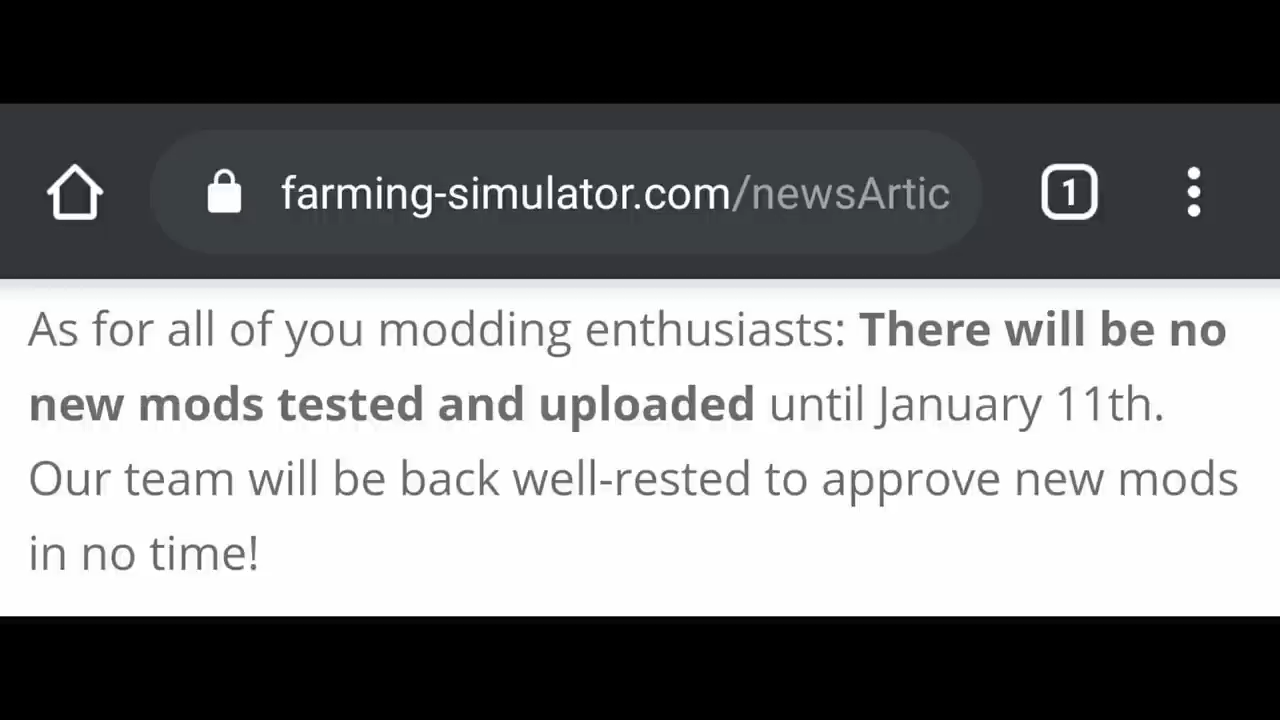 farming-simulator.com/newsArtic
1
As for all of you modding enthusiasts: There will be no
new mods tested and uploaded until January 11th.
Our team will be back well-rested to approve new mods
in no time!